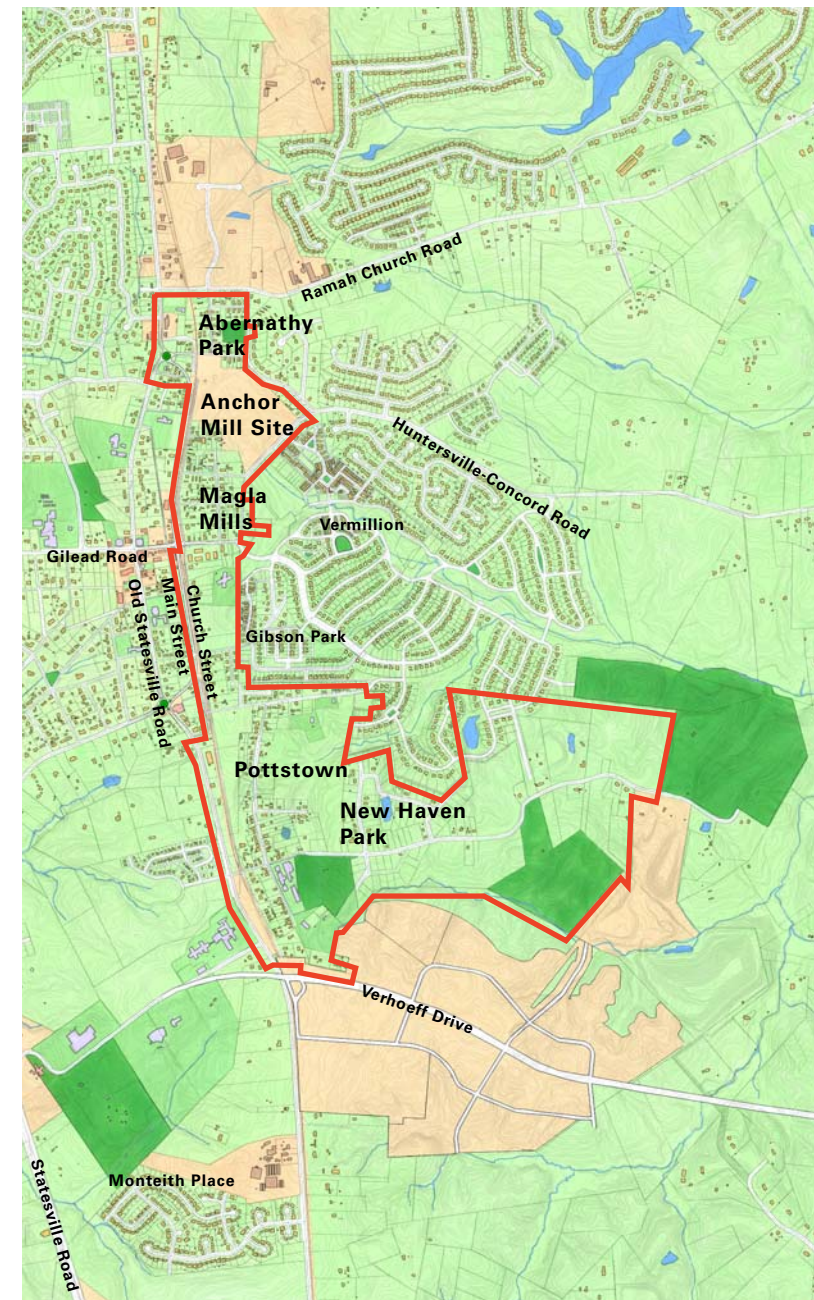 Ramah Church Road
Abernathy
Park
Anchor
Mill Site
Huntersville-Concord Road
Magla
Mills
Vermillion
Gilead Road
Old Statesville Road
Main Street
Church Street
Gibson Park
Pottstown
New Haven
Park
Verhoeff Drive
Monteith Place
Statesville Road